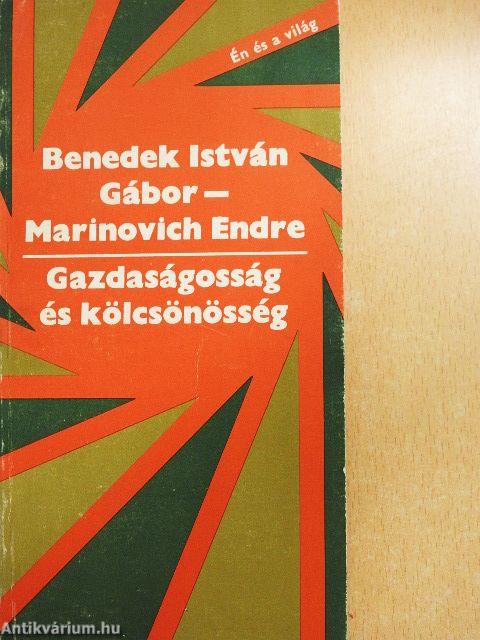 Én és a világ
Benedek István
Gábor —
Marinovich Endre
Gazdaságosság
és kölcsönösség
Antikvárium.hu